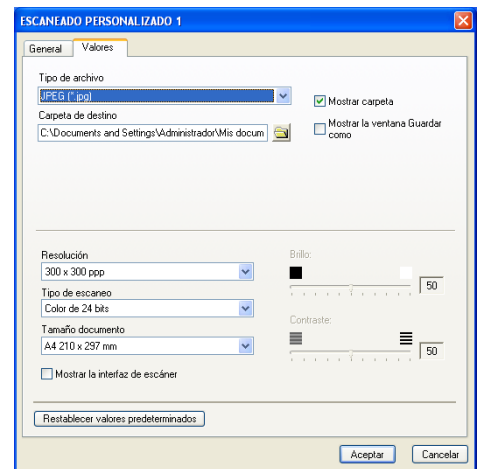 ESCANEADO PERSONALIZADO 1
General
Valores
Tipo de archivo
JPEG (*.jpg)
Mostrar carpeta
Carpeta de destino
C:\Documents and Settings\Administrador\Mis docum
Mostrar la ventana Guardar
como
Resolución
Brillo:
300 x 300 ppp
50
Tipo de escaneo
Color de 24 bits
Contraste:
Tamaño documento
A4 210 x 297 mm
50
Mostrar la interfaz de escáner
Restablecer valores predeterminados
Aceptar
Cancelar